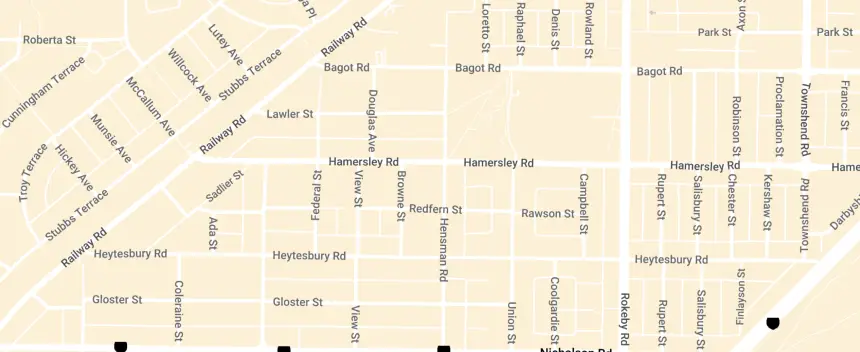 a Pl
Loretto St
Raphael St
Denis St
Rowland St
Roberta St
Lutey Ave
Railway Rd
Park St
Park St
Willcock Ave
Stubbs Terrace
Bagot Rd
Bagot Rd
Bagot Rd
Cunningham Terrace
McCallum Ave
Douglas Ave
Robinson St
Proclamation St
Townshend Rd
Francis St
Lawler St
Munsie Ave
Railway Rd
Troy Terrace
Hickey Ave
Hamersley Rd
Hamersley Rd
Hamersley Rd
Hame
Sadlier St
Federal St
View St
Browne St
Campbell St
Rupert St
Salisbury St
Chester St
Kershaw St
Townshend Rd
Darbysh
Stubbs Terrace
Redfern St
Rawson St
Ada St
Hensman Rd
Railway Rd
Heytesbury Rd
Heytesbury Rd
Heytesbury Rd
Coleraine St
Gloster St
Gloster St
View St
Union St
Coolgardie St
Rokeby Rd
Rupert St
Salisbury St
Finlayson St
Nicholson Rd